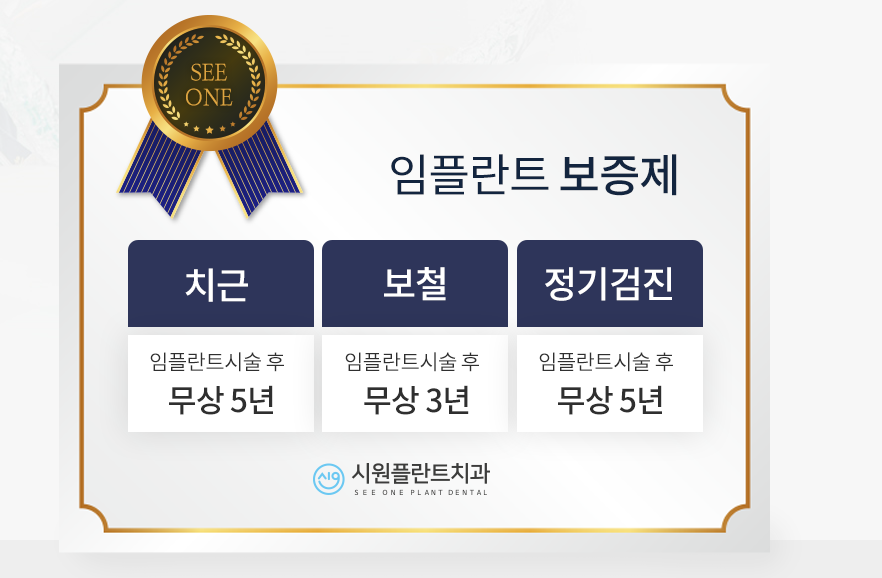 SEE
ONE
임플란트 보증제
치근
보철
정기검진
임플란트시술 후
무상 5년
임플란트시술 후
무상 3년
임플란트시술 후
무상 5년
시원
시원플란트치과
SEE ONE PLANT DENTAL